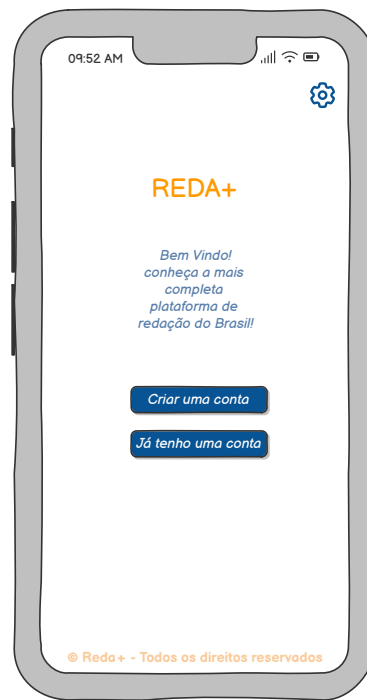 09:52 AM
REDA+
Bem Vindo!
conheça a mais
completa
plataforma de
redação do Brasil!
Criar uma conta
Já tenho uma conta
© Reda+ - Todos os direitos reservados